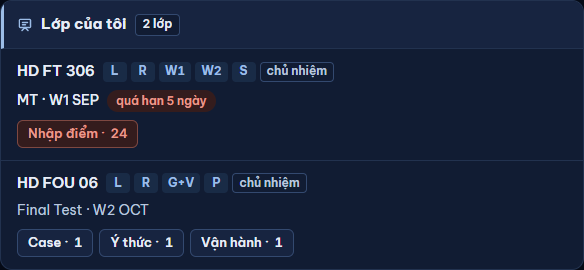 Lớp của tôi 2 lớp
HD FT 306 L R W1 W2 S chủ nhiệm
MT · W1 SEP quá hạn 5 ngày
Nhập điểm · 24
HD FOU 06 L R G+V P chủ nhiệm
Final Test · W2 OCT
Case · 1 Ý thức · 1 Vận hành · 1